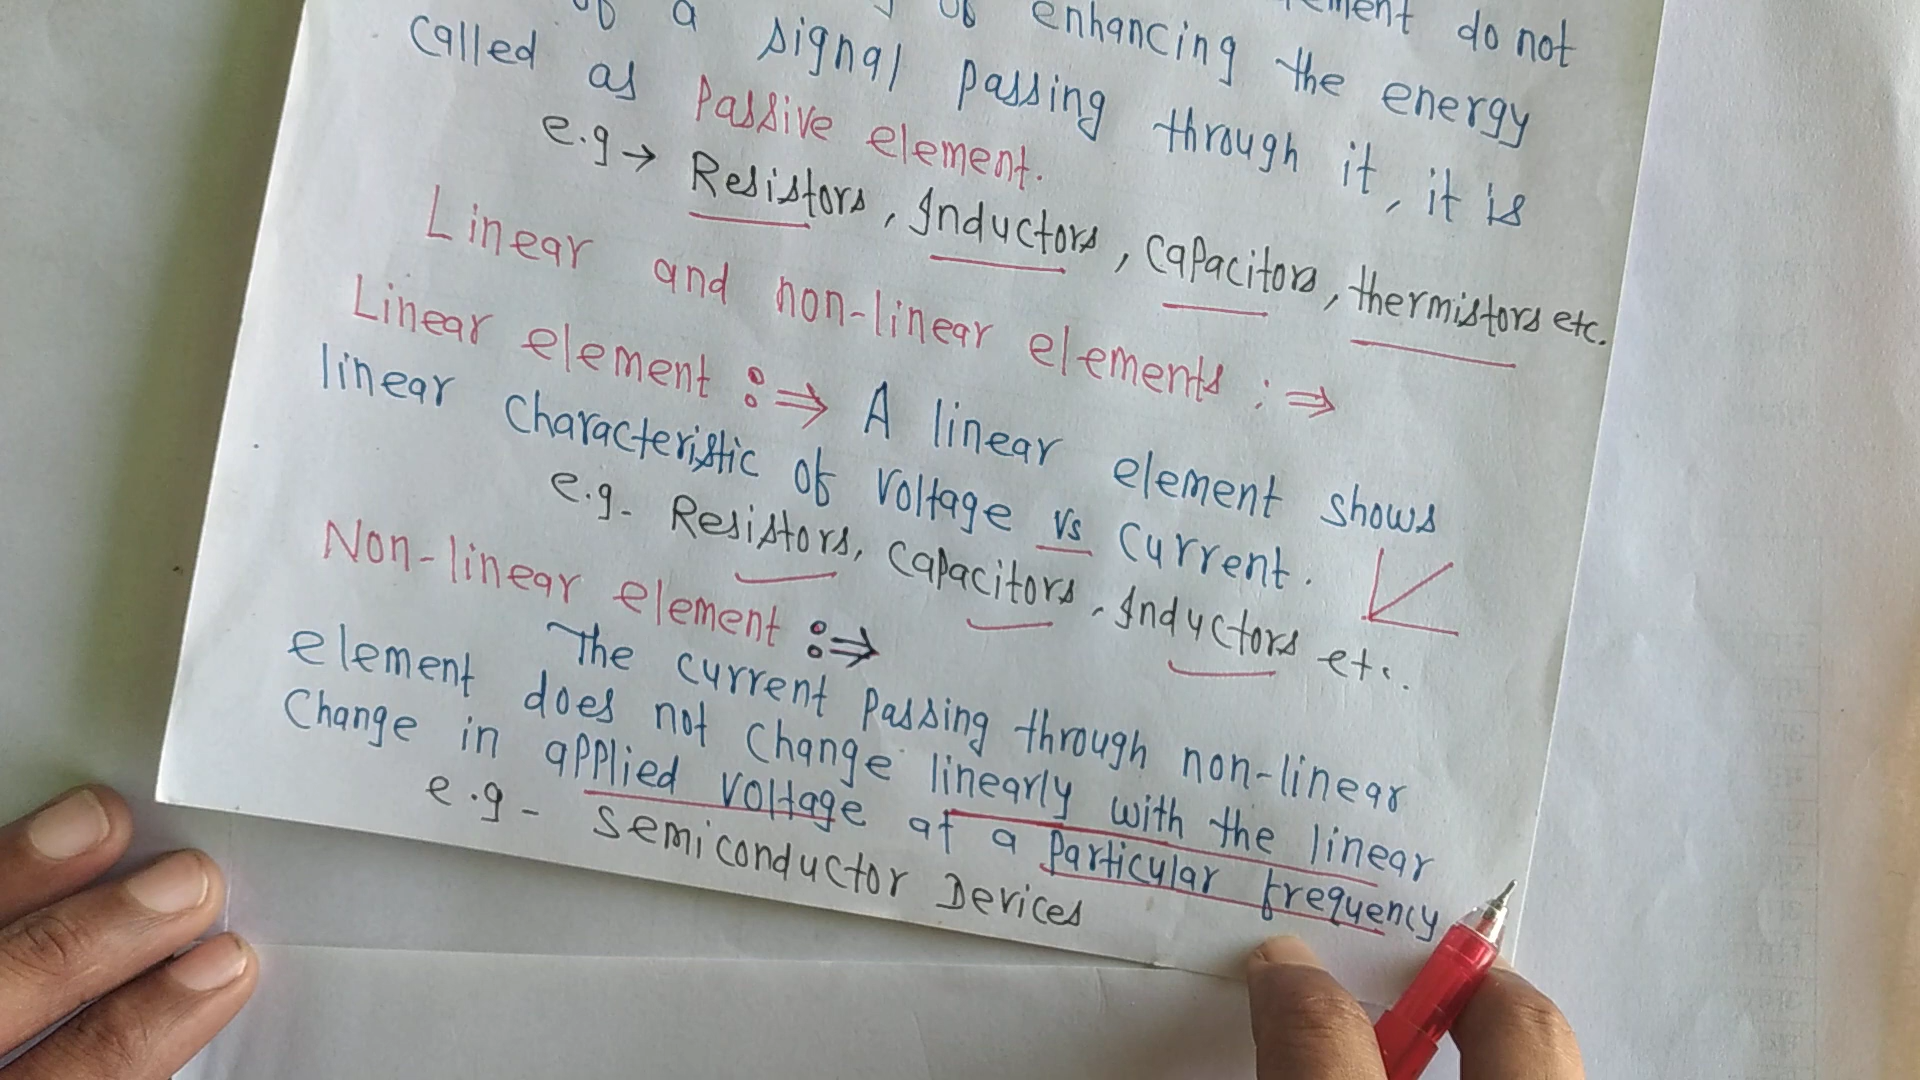 enhancing the energy do not
of a signal passing through it, it is
called as Passive element.
e.g → Resistors, Inductors, Capacitors, thermistors etc.
Linear and non-linear elements : ⇒
Linear element : ⇒ A linear element shows
linear characteristic of Voltage vs Current.
e.g - Resistors, Capacitors, Inductors etc.
Non-linear element : ⇒
The current Passing through non-linear
element does not change linearly with the linear
Change in applied voltage at a Particular frequency
e.g - Semiconductor Devices